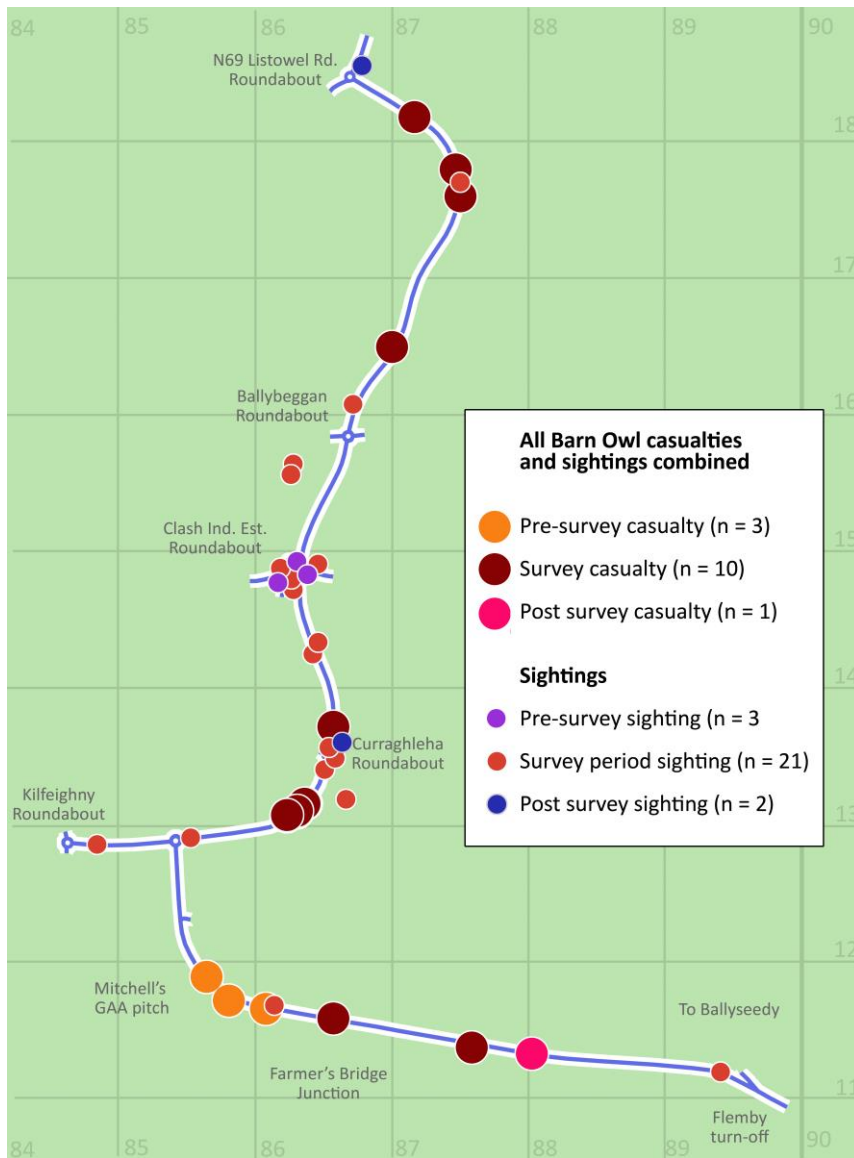 84
85
86
87
88
89
90
N69 Listowel Rd.
Roundabout
18
17
16
Ballybeggan
Roundabout
All Barn Owl casualties
and sightings combined
Pre-survey casualty (n = 3)
Survey casualty (n = 10)
Post survey casualty (n = 1)
Sightings
Pre-survey sighting (n = 3
Survey period sighting (n = 21)
Post survey sighting (n = 2)
Clash Ind. Est.
Roundabout
15
14
Curraghleha
Roundabout
Kilfeighny
Roundabout
13
12
Mitchell's
GAA pitch
To Ballyseedy
Farmer's Bridge
Junction
11
Flemby
turn-off
84
85
86
87
88
89
90